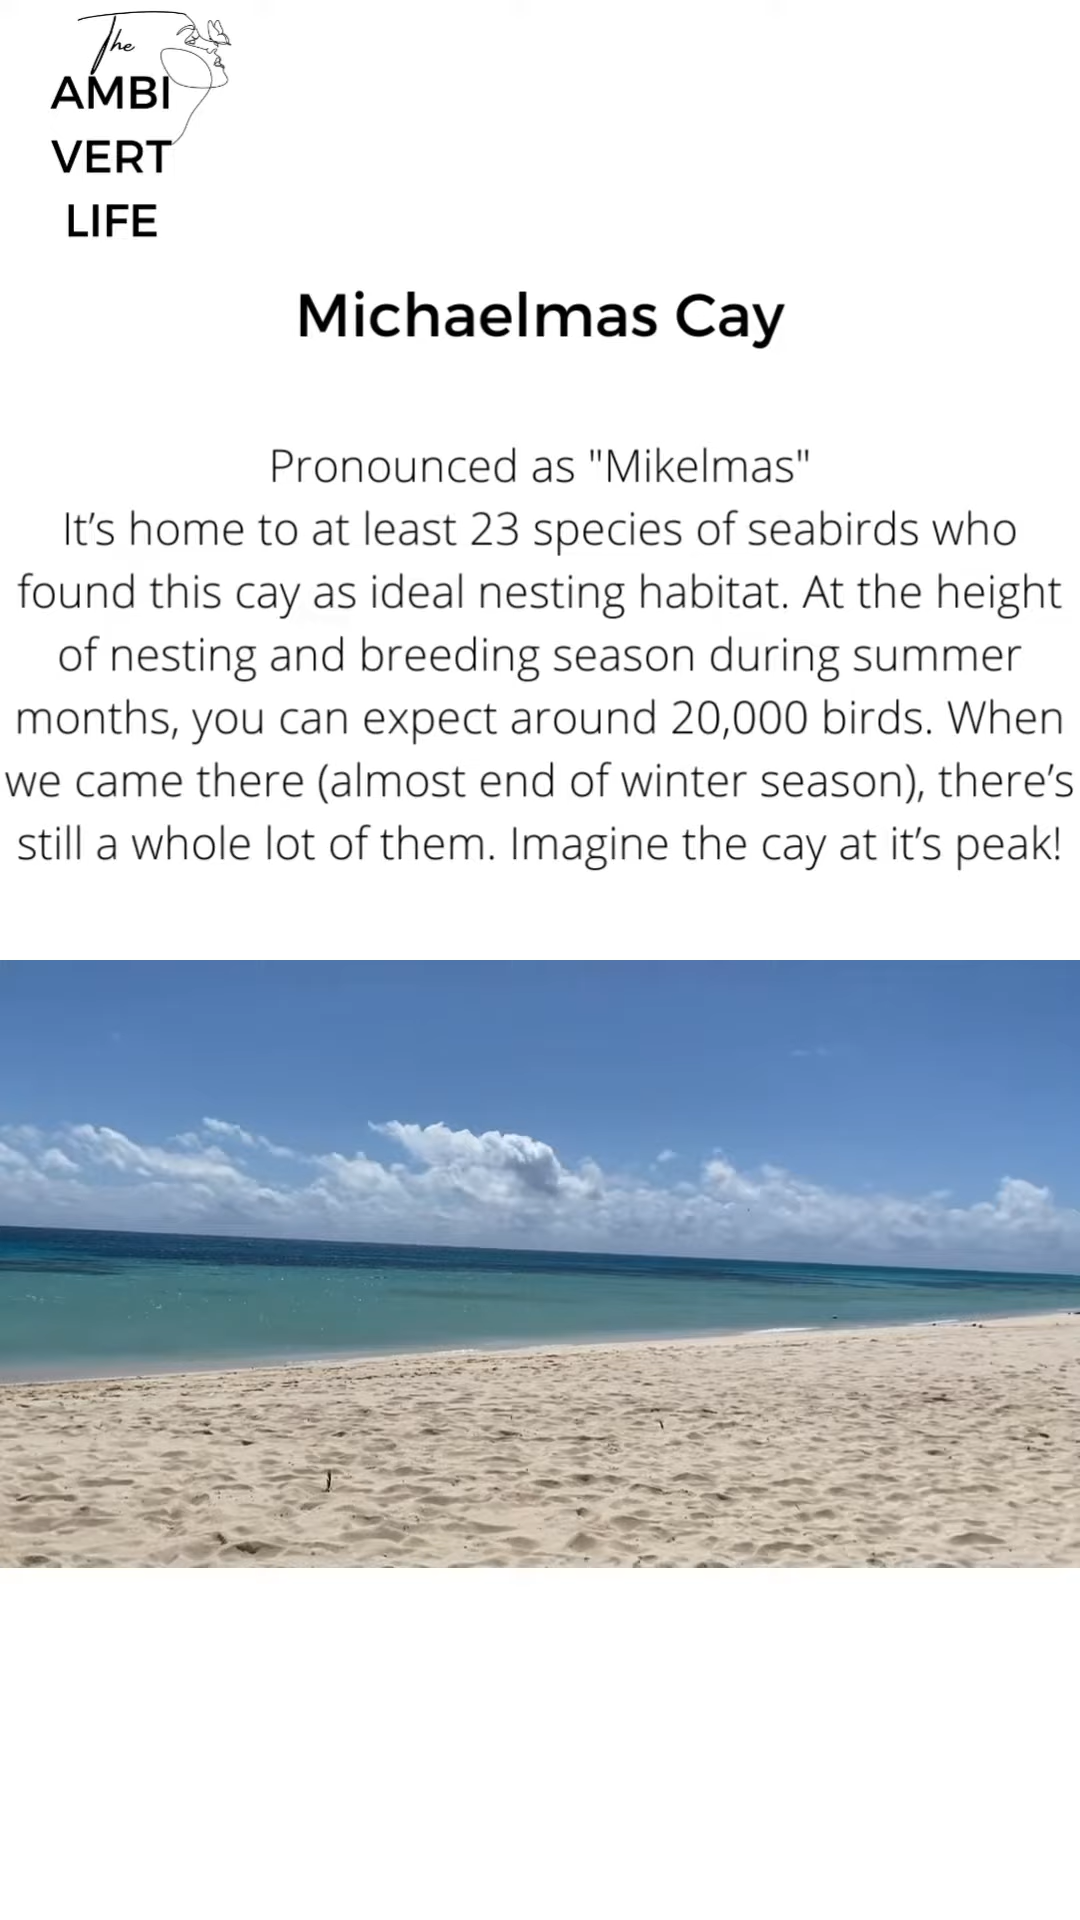 The
AMBI
VERT
LIFE
Michaelmas Cay
Pronounced as "Mikelmas"
It’s home to at least 23 species of seabirds who
found this cay as ideal nesting habitat. At the height
of nesting and breeding season during summer
months, you can expect around 20,000 birds. When
we came there (almost end of winter season), there’s
still a whole lot of them. Imagine the cay at it’s peak!